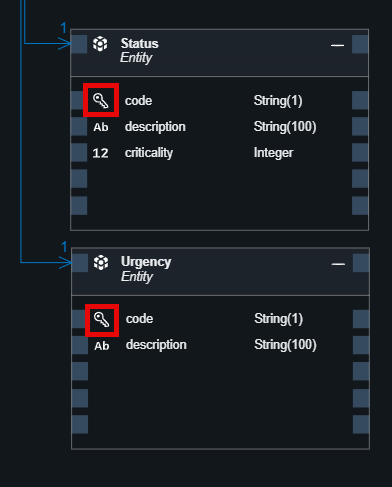 1
Status
Entity
code String(1)
Ab description String(100)
12 criticality Integer
1
Urgency
Entity
code String(1)
Ab description String(100)